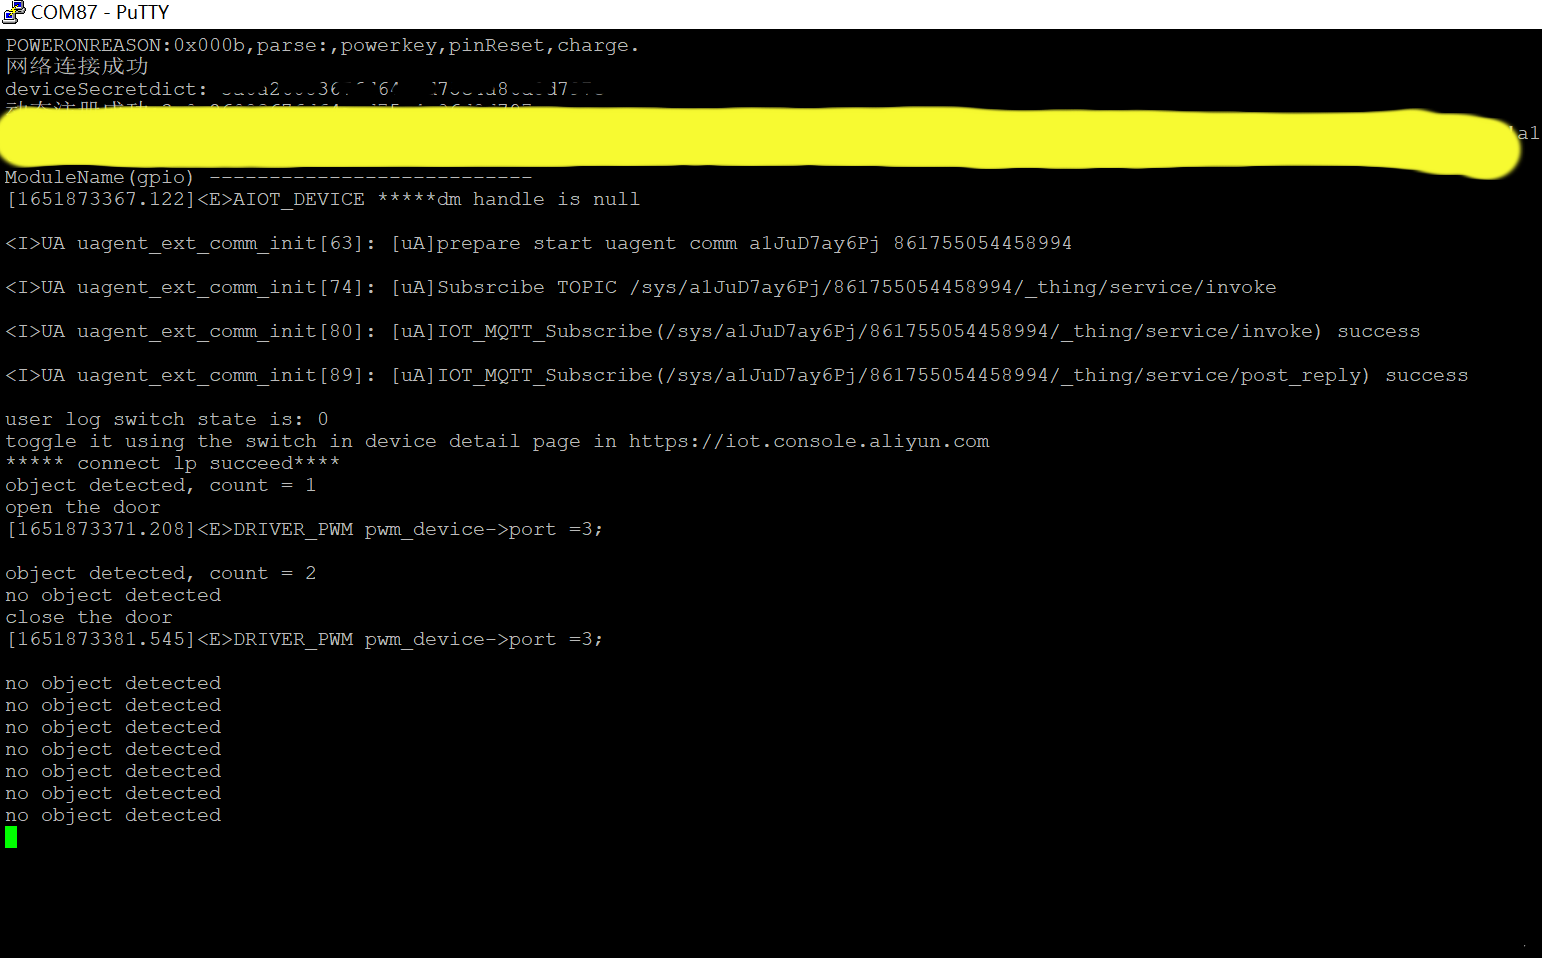 COM87 - PuTTY
POWERONREASON:0x000b,parse:,powerkey,pinReset,charge.
网络连接成功
deviceSecretdict:
ModuleName(gpio) ---------------------------
[1651873367.122]<E>AIOT_DEVICE *****dm handle is null
<I>UA uagent_ext_comm_init[63]: [uA]prepare start uagent comm a1JuD7ay6Pj 861755054458994
<I>UA uagent_ext_comm_init[74]: [uA]Subsrcibe TOPIC /sys/a1JuD7ay6Pj/861755054458994/_thing/service/invoke
<I>UA uagent_ext_comm_init[80]: [uA]IOT_MQTT_Subscribe(/sys/a1JuD7ay6Pj/861755054458994/_thing/service/invoke) success
<I>UA uagent_ext_comm_init[89]: [uA]IOT_MQTT_Subscribe(/sys/a1JuD7ay6Pj/861755054458994/_thing/service/post_reply) success
user log switch state is: 0
toggle it using the switch in device detail page in https://iot.console.aliyun.com
***** connect lp succeed****
object detected, count = 1
open the door
[1651873371.208]<E>DRIVER_PWM pwm_device->port =3;
object detected, count = 2
no object detected
close the door
[1651873381.545]<E>DRIVER_PWM pwm_device->port =3;
no object detected
no object detected
no object detected
no object detected
no object detected
no object detected
no object detected